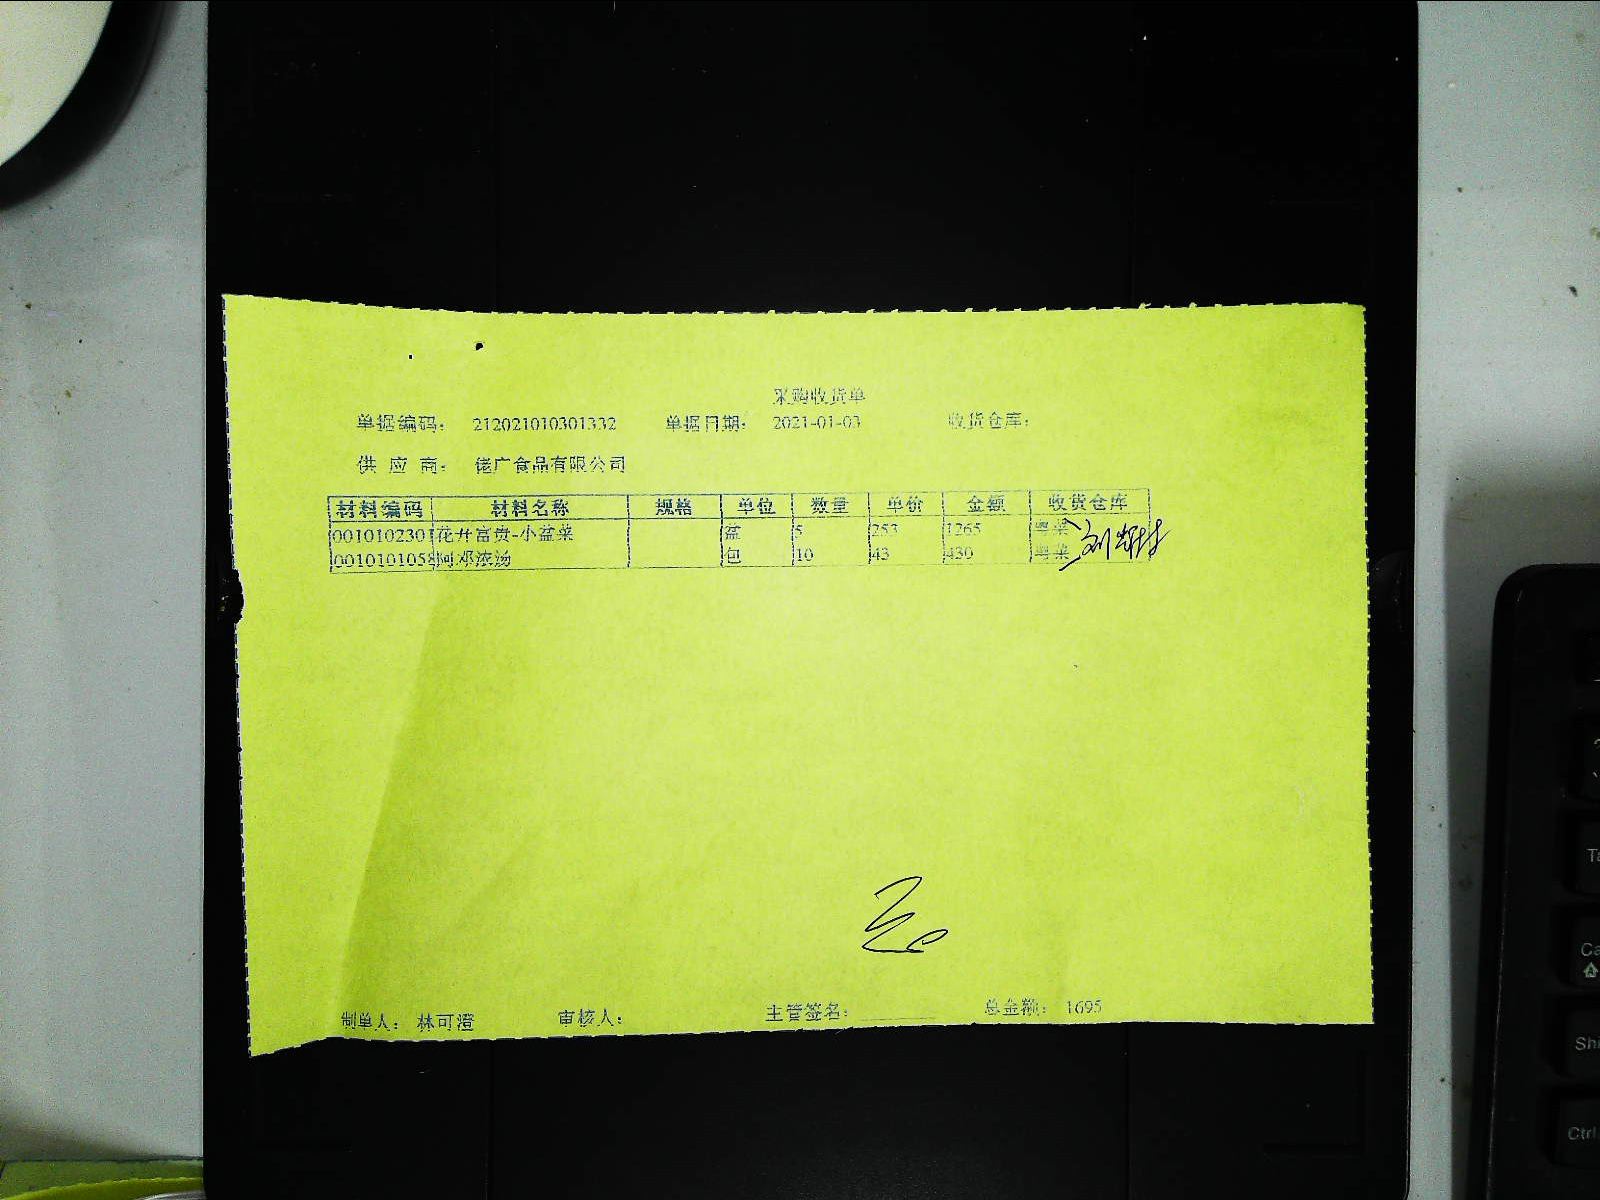 采购收货单
单据编码： 212021010301332 单据日期： 2021-01-03 收货仓库：
供 应 商： 佬广食品有限公司
材料编码 材料名称 规格 单位 数量 单价 金额 收货仓库
0010102301 花开富贵-小盆菜 盆 5 253 1265 粤菜
0010101058 阿邓浓汤 包 10 43 430 粤菜
制单人： 林可澄 审核人： 主管签名： 总金额： 1695
Ctrl